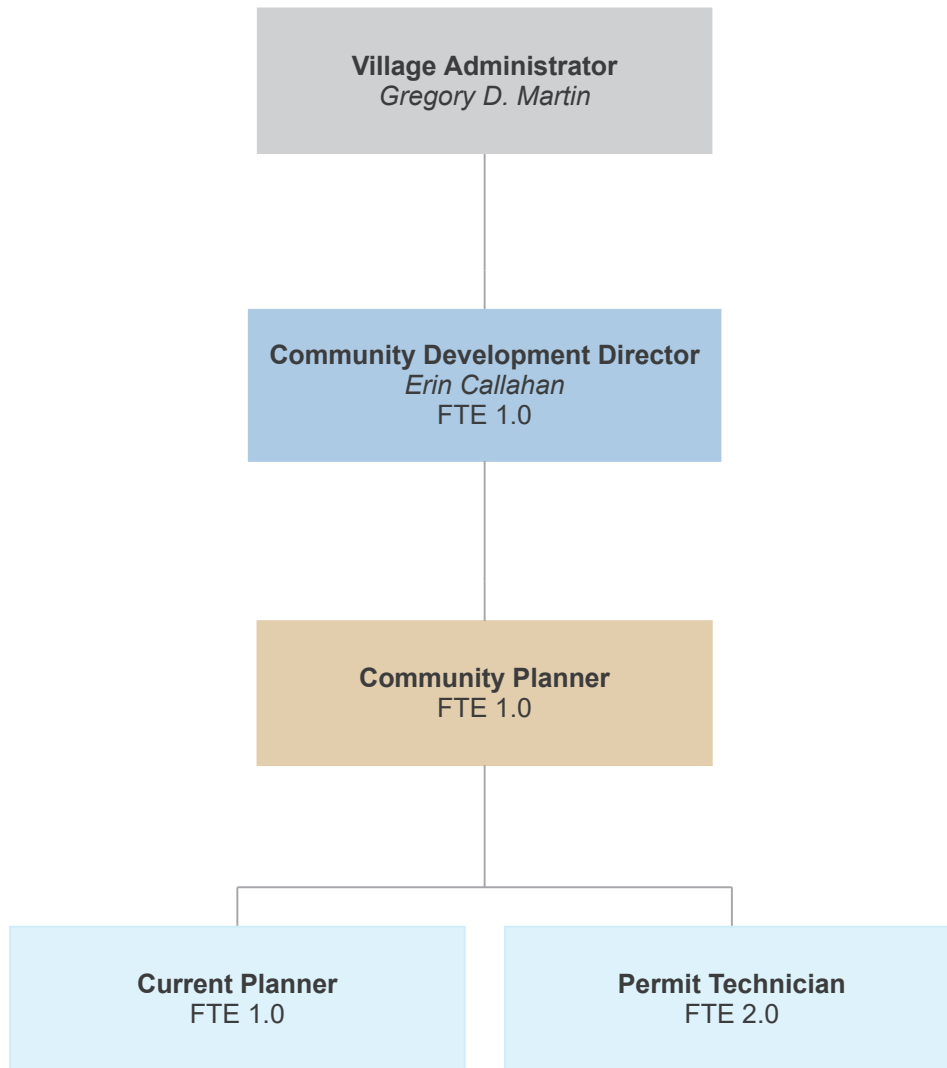 Village Administrator
Gregory D. Martin
Community Development Director
Erin Callahan
FTE 1.0
Community Planner
FTE 1.0
Current Planner
FTE 1.0
Permit Technician
FTE 2.0